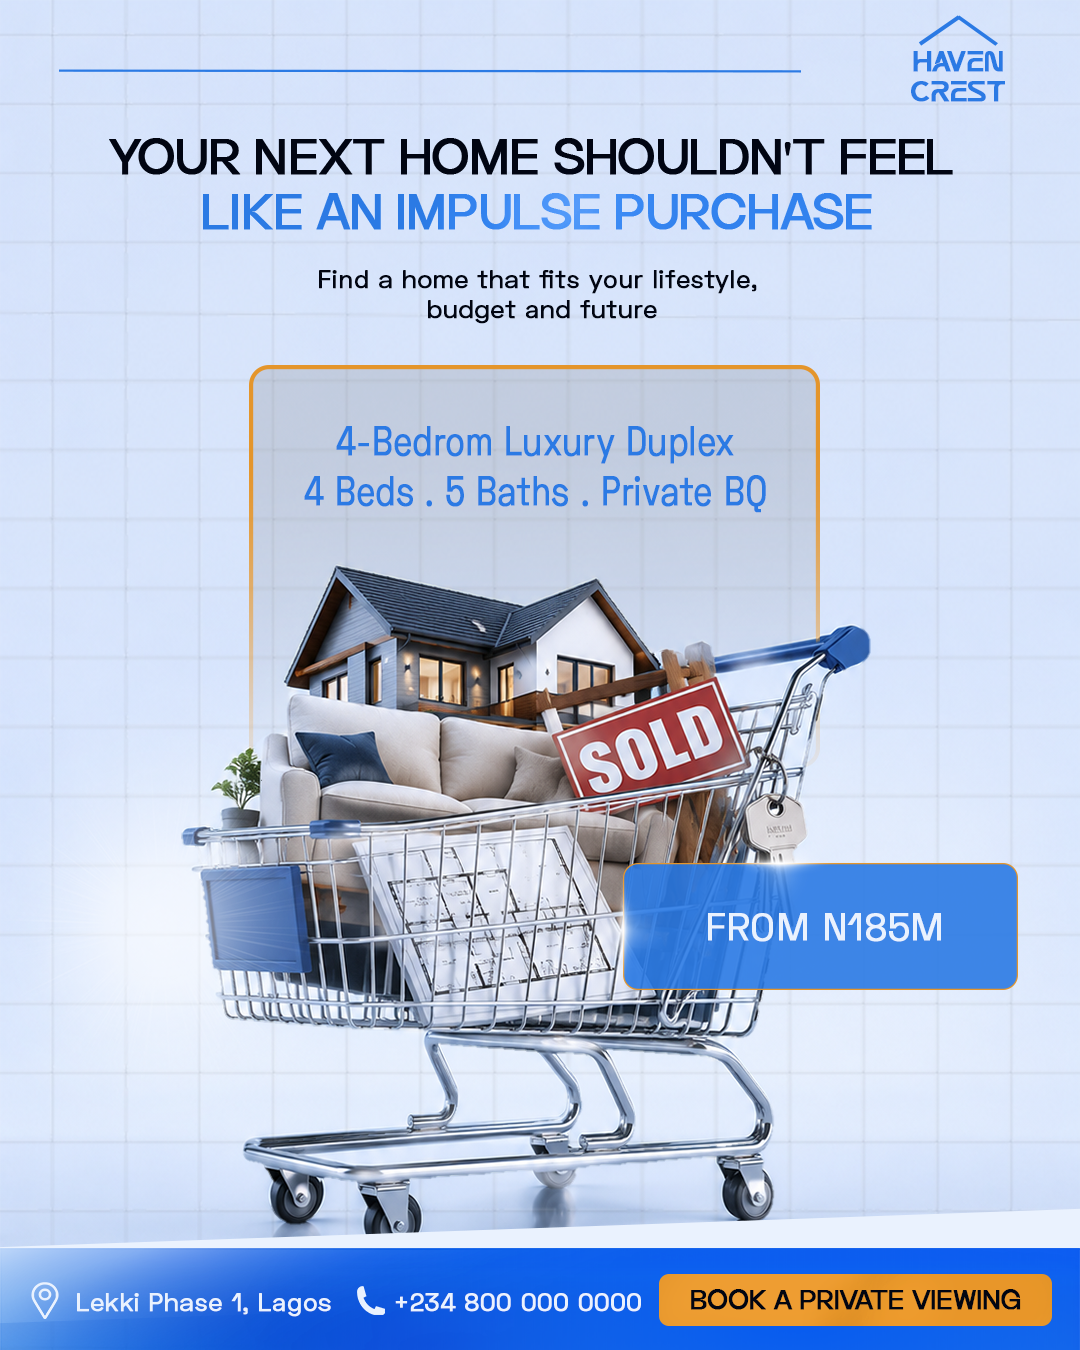 HAVEN
CREST
YOUR NEXT HOME SHOULDN'T FEEL
LIKE AN IMPULSE PURCHASE
Find a home that fits your lifestyle,
budget and future
4-Bedrom Luxury Duplex
4 Beds . 5 Baths . Private BQ
SOLD
FROM N185M
Lekki Phase 1, Lagos
+234 800 000 0000
BOOK A PRIVATE VIEWING